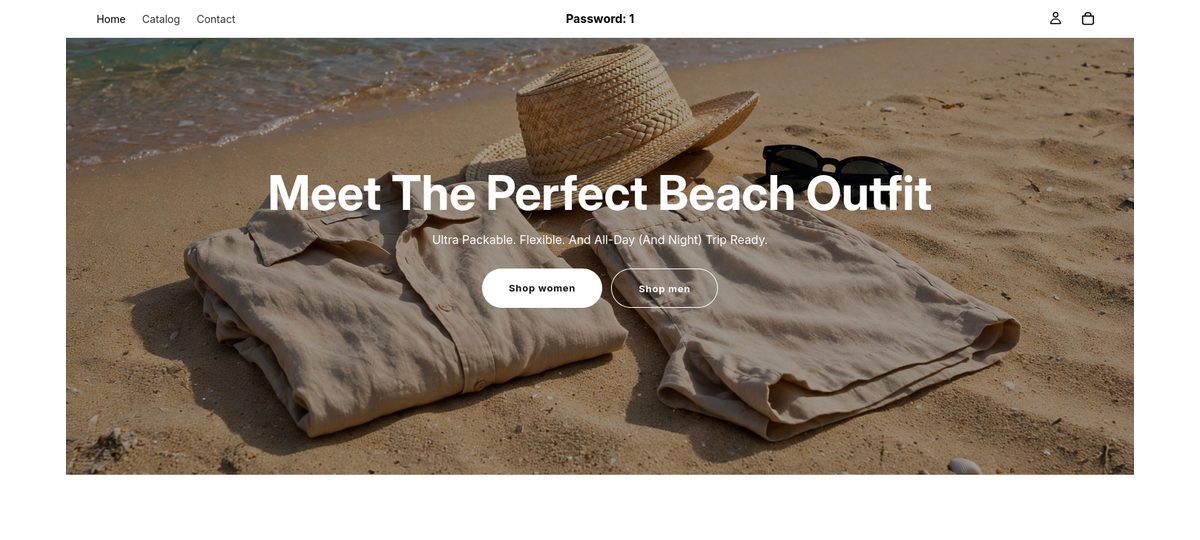 Home Catalog Contact Password: 1
Meet The Perfect Beach Outfit
Ultra Packable. Flexible. And All-Day (And Night) Trip Ready.
Shop women Shop men